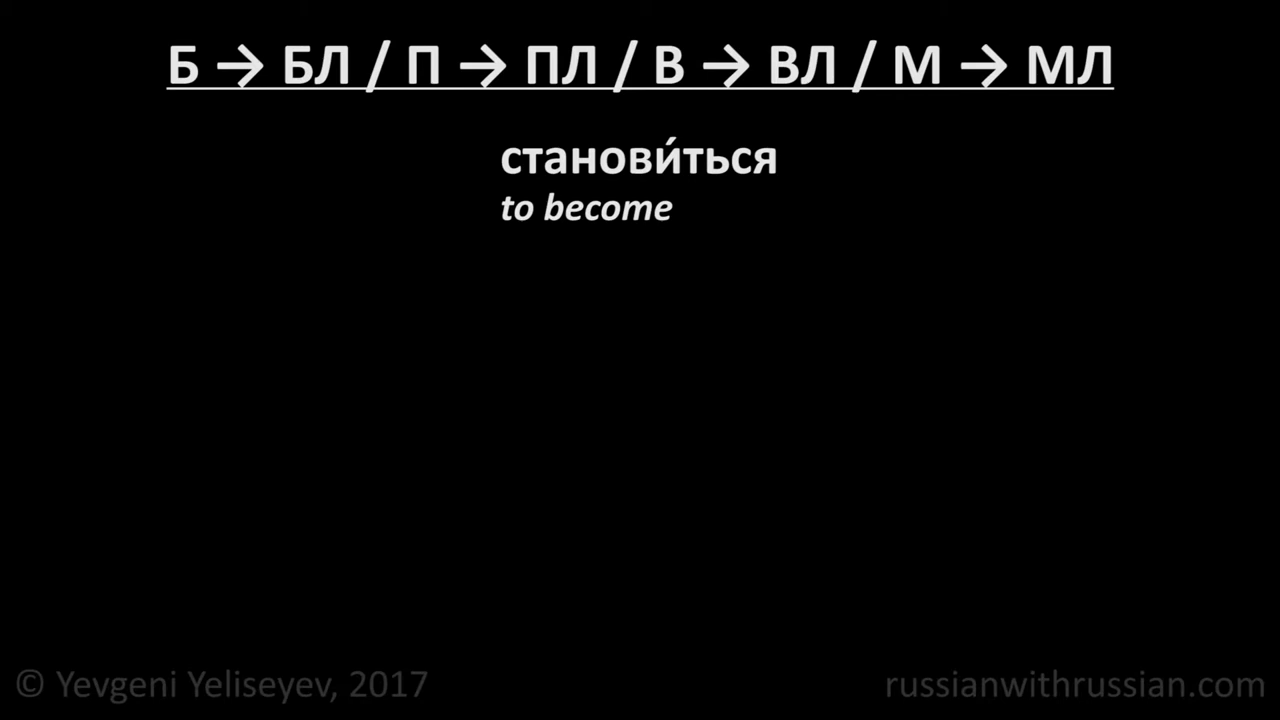 Б → БЛ / П → ПЛ / В → ВЛ / М → МЛ
станови́ться
to become
© Yevgeni Yeliseyev, 2017
russianwithrussian.com